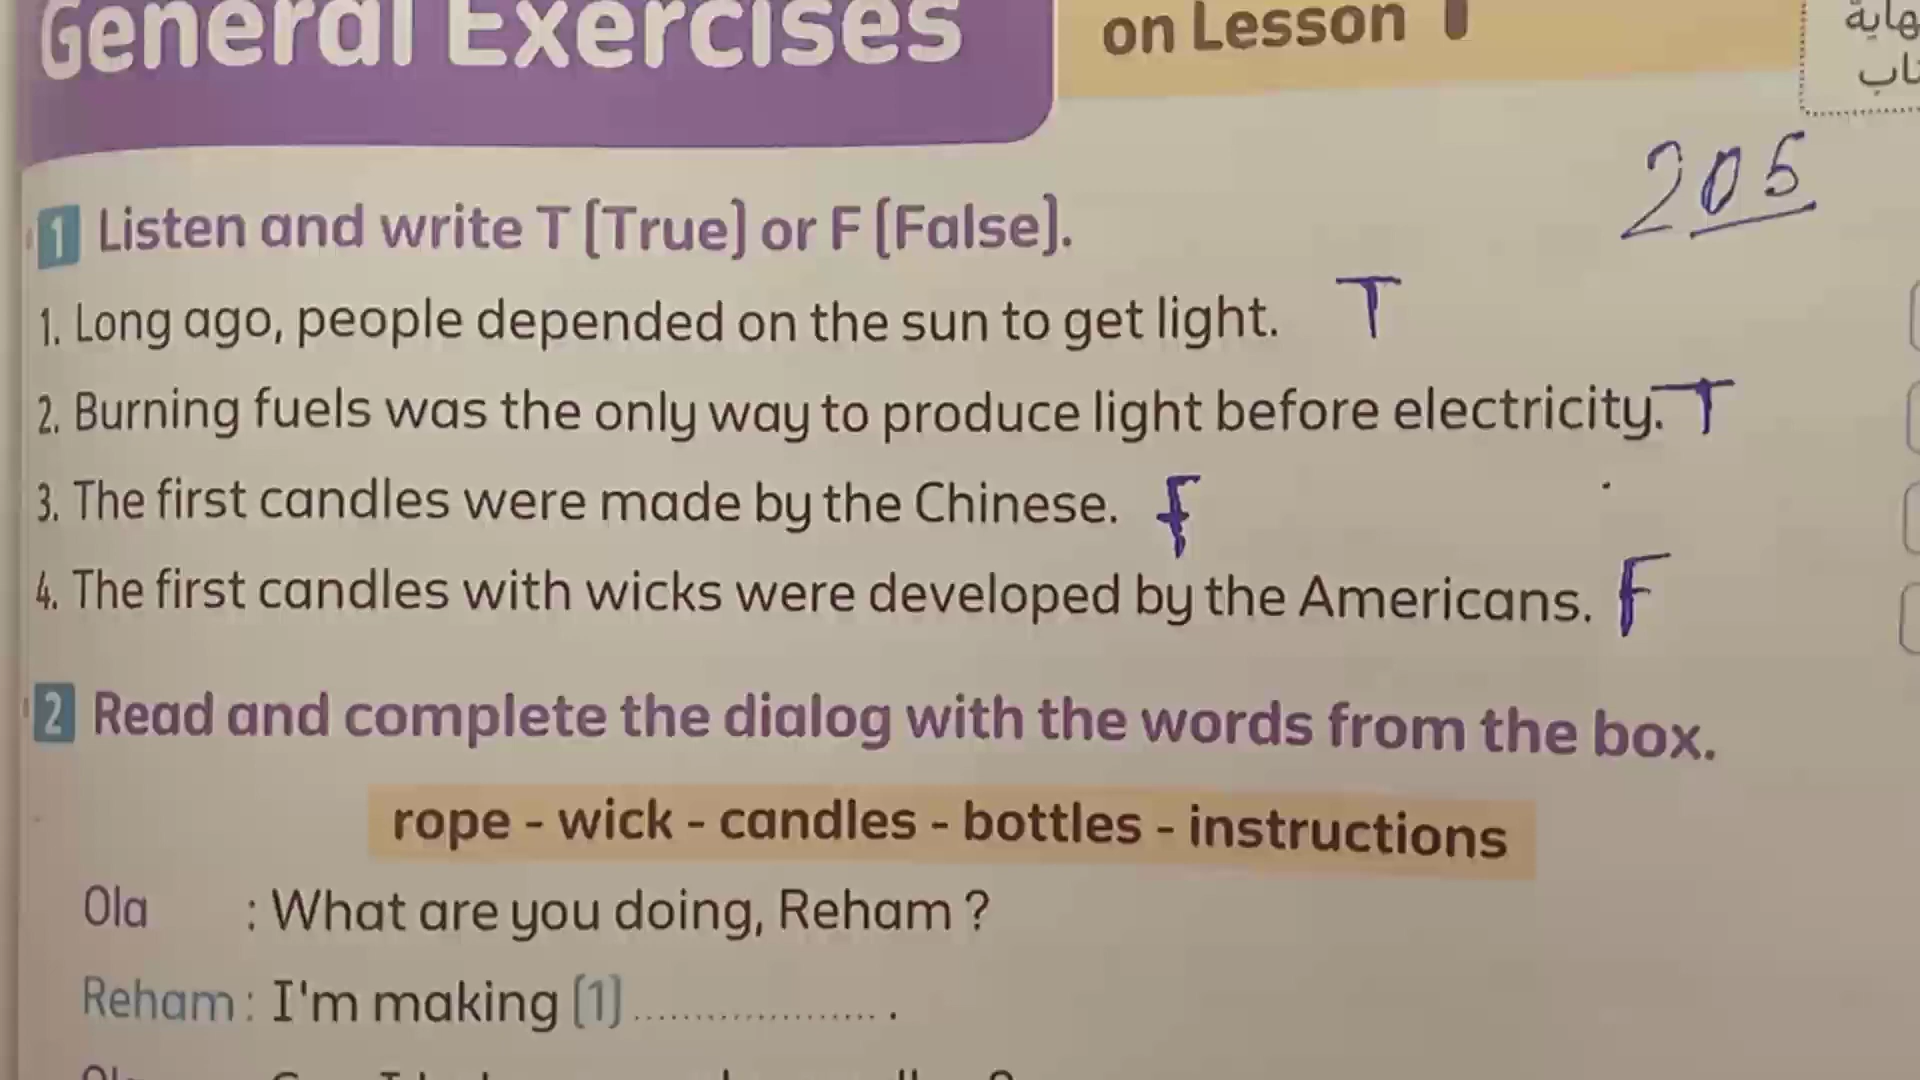 General Exercises
on Lesson
هاية
تاب
205
1 Listen and write T (True) or F (False).
1. Long ago, people depended on the sun to get light. T
2. Burning fuels was the only way to produce light before electricity. T
3. The first candles were made by the Chinese. F
4. The first candles with wicks were developed by the Americans. F
2 Read and complete the dialog with the words from the box.
rope - wick - candles - bottles - instructions
Ola : What are you doing, Reham ?
Reham : I'm making (1) .................... .